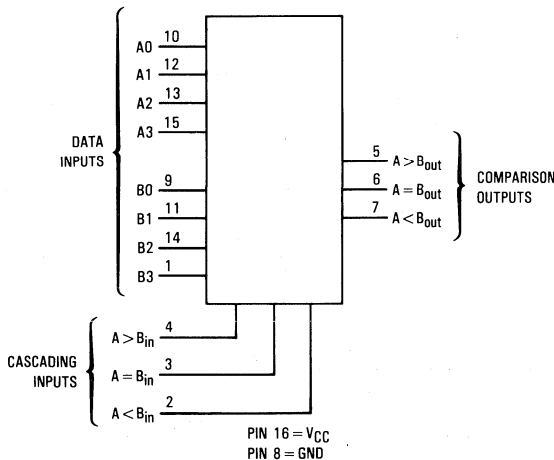 A0 10
A1 12
A2 13
A3 15
DATA
INPUTS
B0 9
B1 11
B2 14
B3 1
5 A>Bout
6 A=Bout
7 A<Bout
COMPARISON
OUTPUTS
CASCADING
INPUTS
A>Bin 4
A=Bin 3
A<Bin 2
PIN 16=VCC
PIN 8=GND